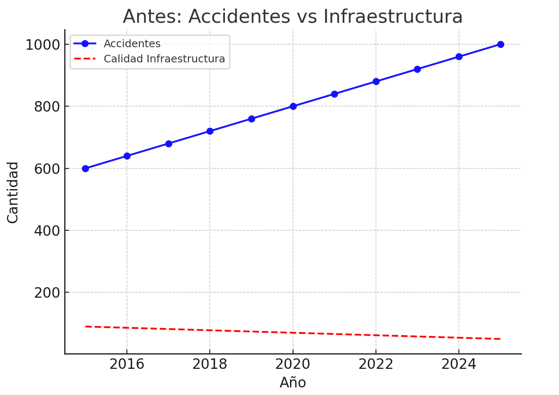 Antes: Accidentes vs Infraestructura
Accidentes
Calidad Infraestructura
1000
800
600
400
200
Cantidad
2016 2018 2020 2022 2024
Año